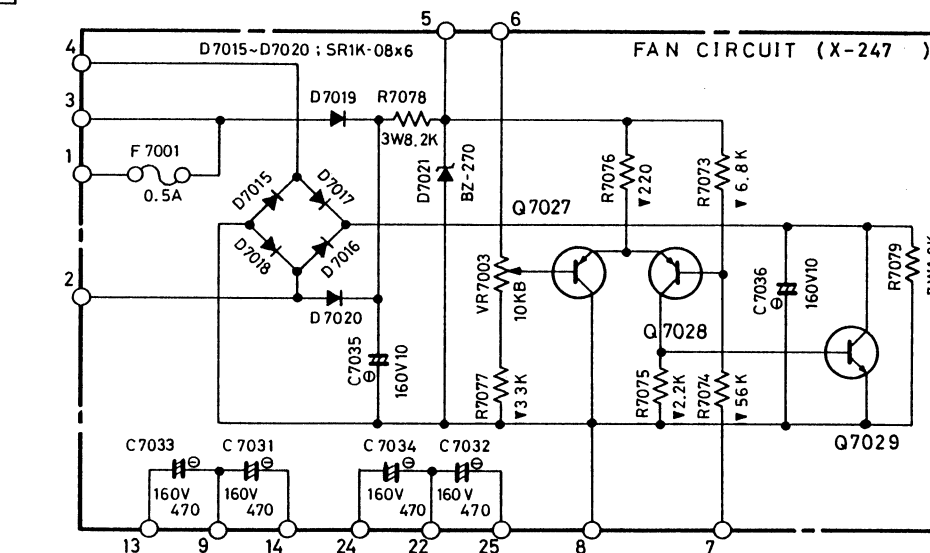 5 6
D7015~D7020 ; SR1K-08x6
FAN CIRCUIT (X-247 )
4
3
D7019
R7078
3W8.2K
1
F 7001
0.5A
D7015
D7017
D7018
D7016
D7021
BZ-270
R7076
▼220
R7073
▼6.8K
Q7027
2
D7020
VR7003
10KB
C7036
⊖
160V10
R7079
Q7028
C7035
⊖
160V10
R7077
▼33K
R7075
▼2.2K
R7074
▼56K
Q7029
C7033
C7031
C7034
C7032
⊖ ⊖ ⊖ ⊖
160V
470
160V
470
160V
470
160V
470
13 9 14 24 22 25 8 7